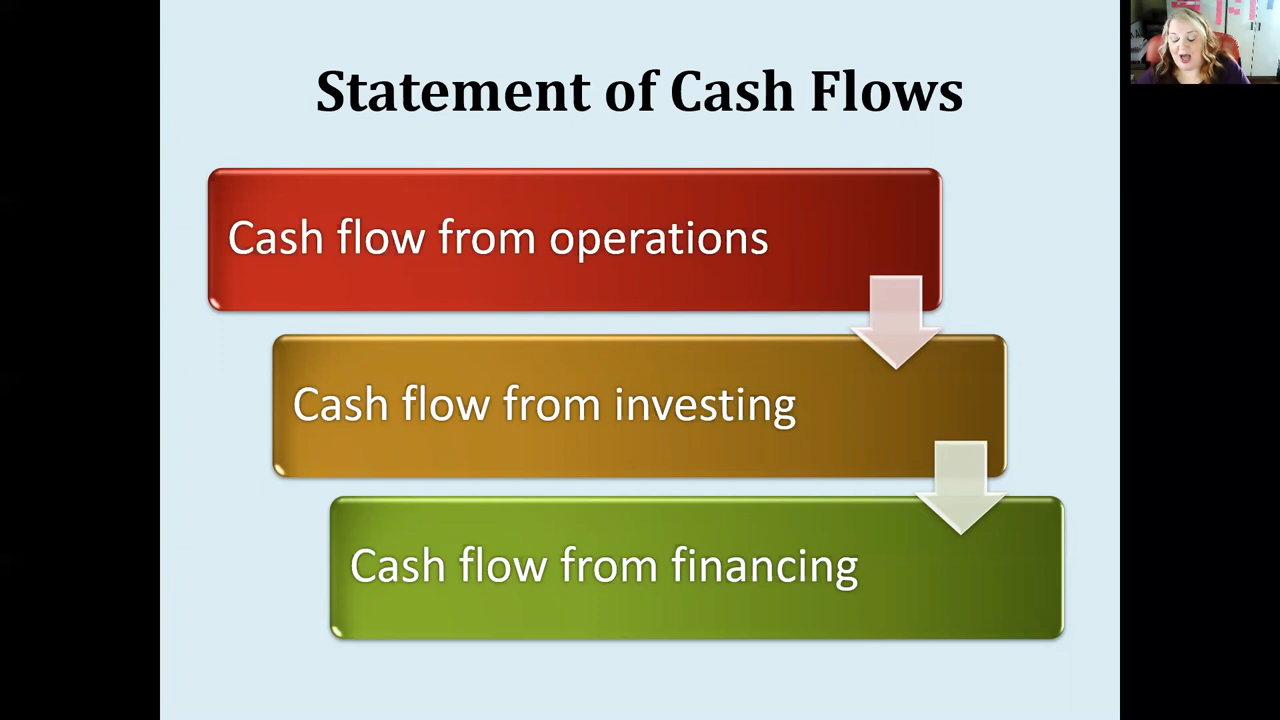 Statement of Cash Flows
Cash flow from operations
Cash flow from investing
Cash flow from financing